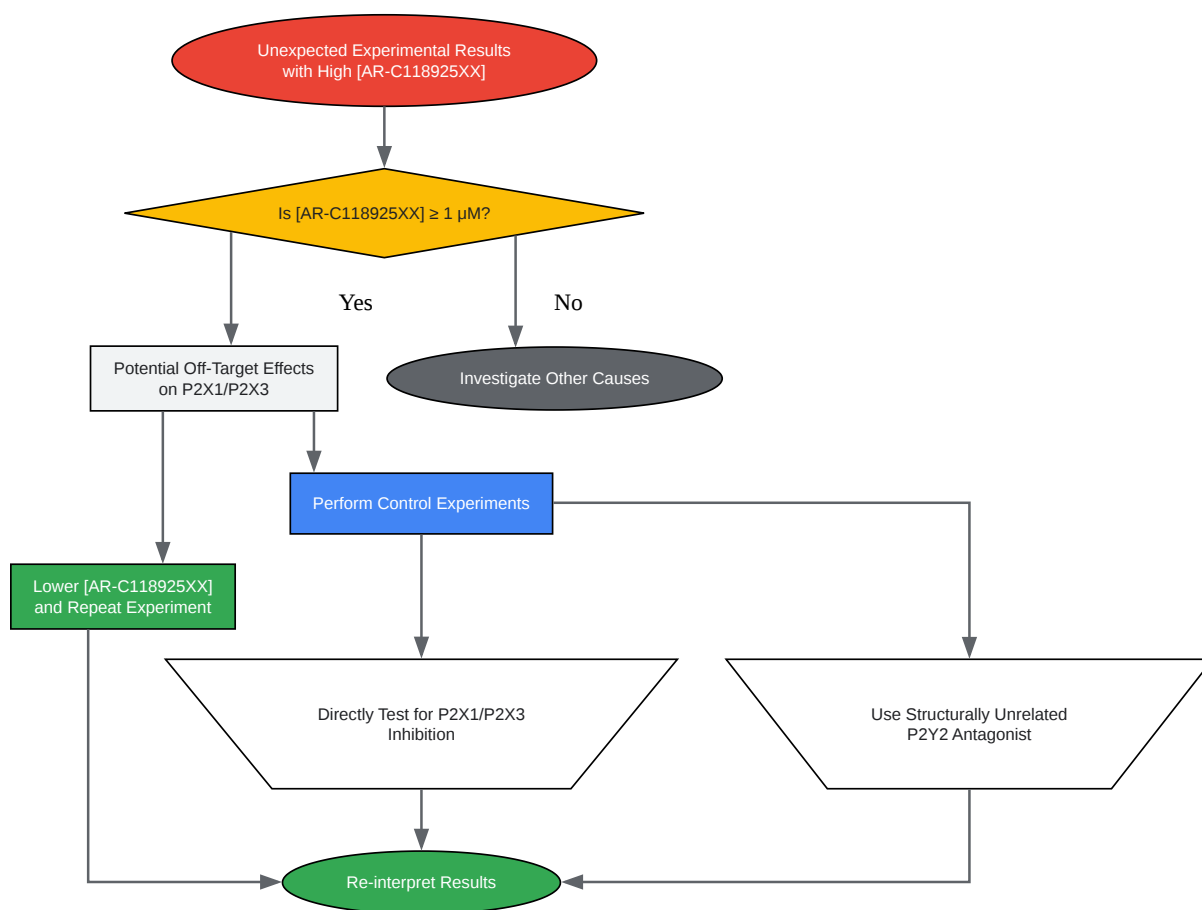 Unexpected Experimental Results
with High [AR-C118925XX]
Is [AR-C118925XX] ≥ 1 μM?
Yes
No
Potential Off-Target Effects
on P2X1/P2X3
Investigate Other Causes
Perform Control Experiments
Lower [AR-C118925XX]
and Repeat Experiment
Directly Test for P2X1/P2X3
Inhibition
Use Structurally Unrelated
P2Y2 Antagonist
Re-interpret Results